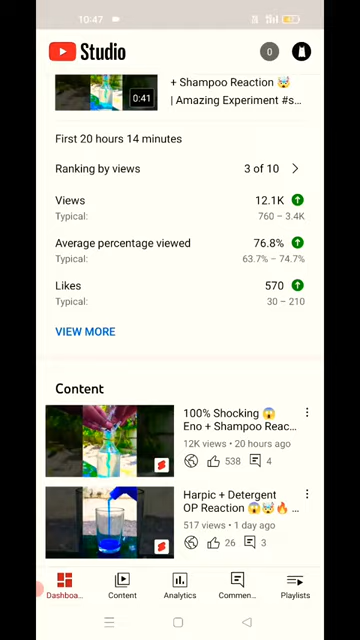 10:47
Studio
0
+ Shampoo Reaction 🤯
| Amazing Experiment #s...
0:41
First 20 hours 14 minutes
Ranking by views
3 of 10
Views
12.1K
Typical:
760 – 3.4K
Average percentage viewed
76.8%
Typical:
63.7% – 74.7%
Likes
570
Typical:
30 – 210
VIEW MORE
Content
100% Shocking 😱
Eno + Shampoo Reac...
12K views • 20 hours ago
538
4
Harpic + Detergent
OP Reaction 😱🤯🔥 ...
517 views • 1 day ago
26
3
Dashboa...
Content
Analytics
Commen...
Playlists